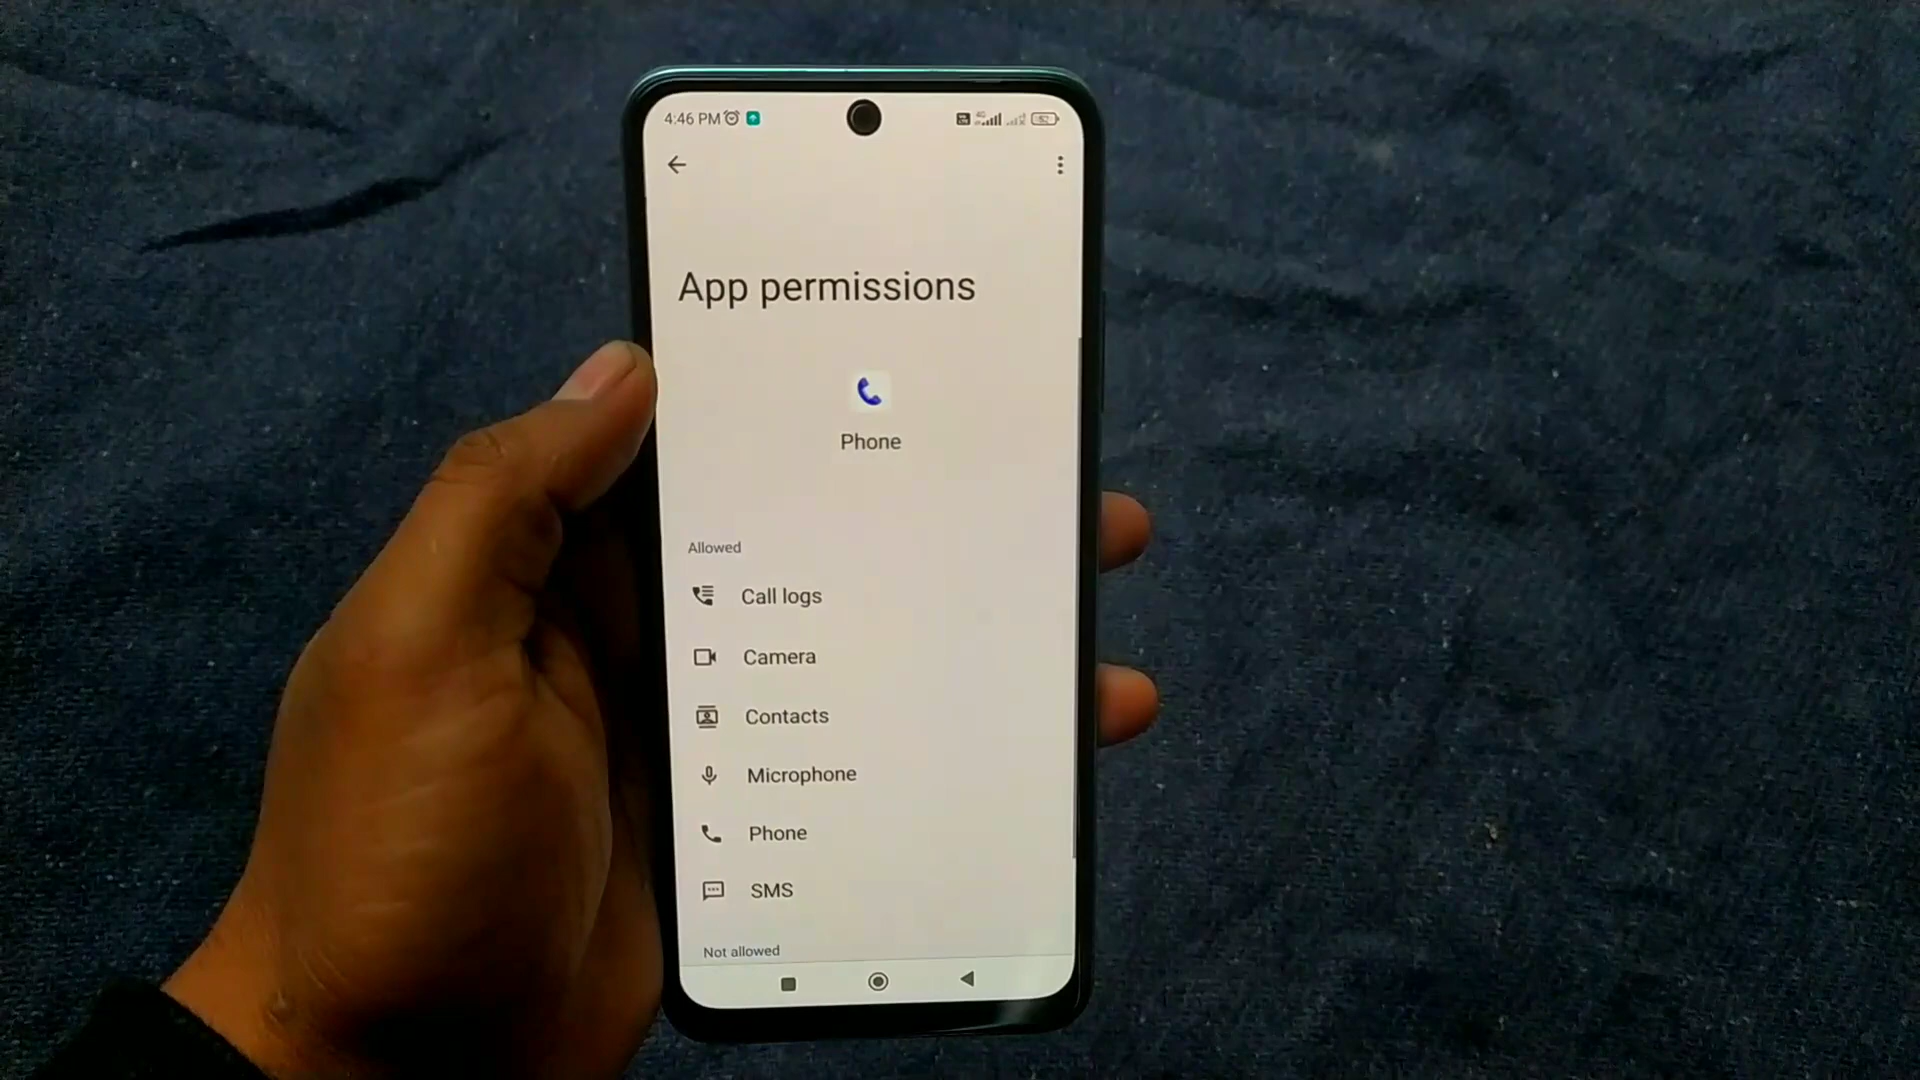 4:46 PM
App permissions
Phone
Allowed
Call logs
Camera
Contacts
Microphone
Phone
SMS
Not allowed